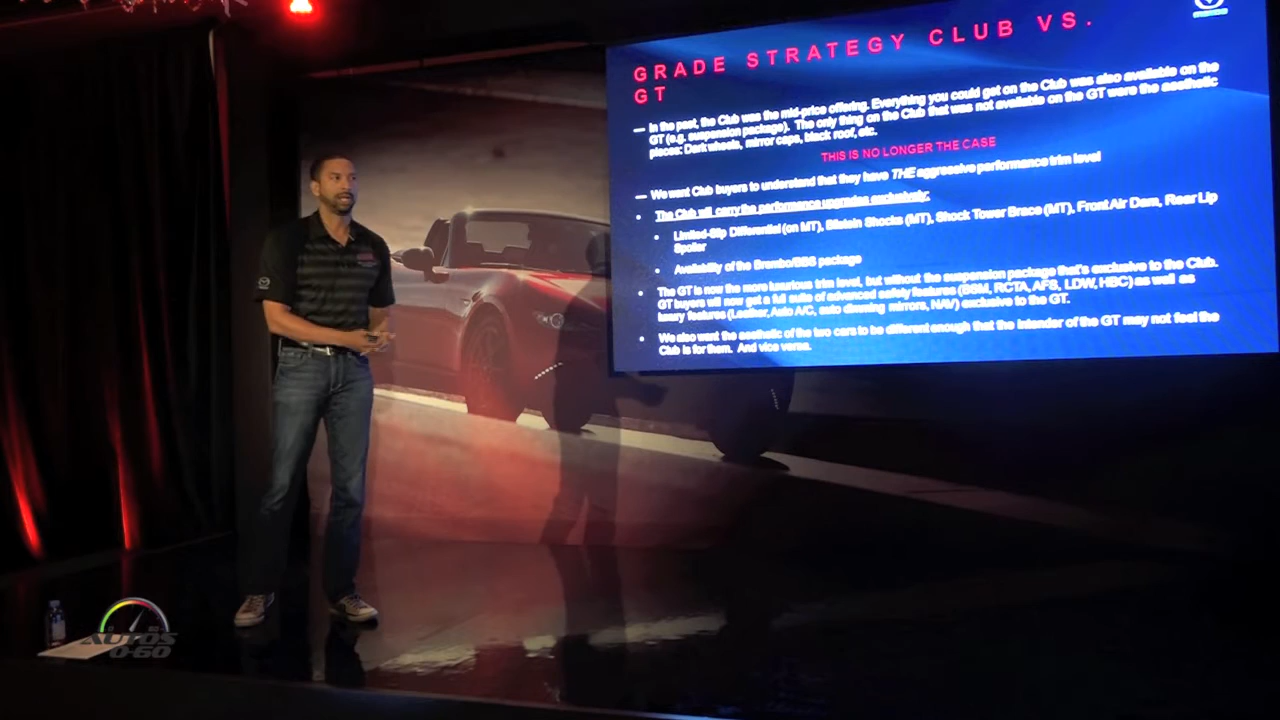 GRADE STRATEGY CLUB VS.
GT
— In the past, the Club was the mid-price offering. Everything you could get on the Club was also available on the
GT (e.g. suspension package). The only thing on the Club that was not available on the GT were the aesthetic
pieces: Dark wheels, mirror caps, black roof, etc.
THIS IS NO LONGER THE CASE
— We want Club buyers to understand that they have THE aggressive performance trim level
• The Club will carry the performance upgrades exclusively:
• Limited-Slip Differential (on MT), Bilstein Shocks (MT), Shock Tower Brace (MT), Front Air Dam, Rear Lip
Spoiler
• Availability of the Brembo/BBS package
• The GT is now the more luxurious trim level, but without the suspension package that's exclusive to the Club.
GT buyers will now get a full suite of advanced safety features (BSM, RCTA, AFS, LDW, HBC) as well as
luxury features (Leather, Auto A/C, auto dimming mirrors, NAV) exclusive to the GT.
• We also want the aesthetic of the two cars to be different enough that the intender of the GT may not feel the
Club is for them. And vice versa.
AUTOS
0-60